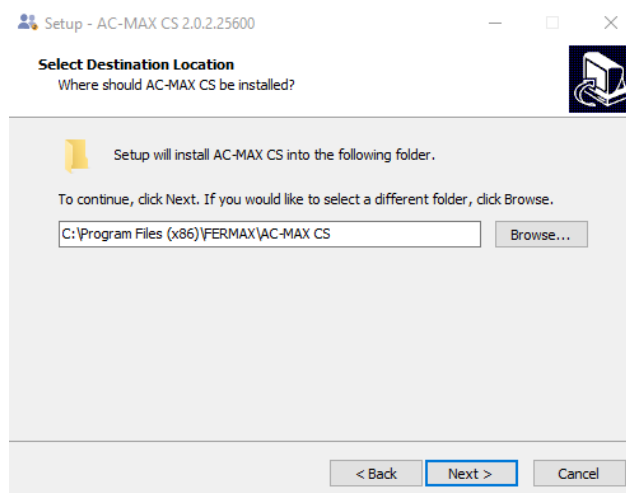 Setup - AC-MAX CS 2.0.2.25600
Select Destination Location
Where should AC-MAX CS be installed?
Setup will install AC-MAX CS into the following folder.
To continue, click Next. If you would like to select a different folder, click Browse.
C:\Program Files (x86)\FERMAX\AC-MAX CS
Browse...
< Back
Next >
Cancel